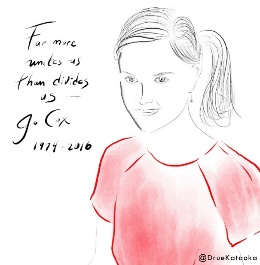 Far more
unites us
than divides
us —
Jo Cox
1974 - 2016
@DrueKataoka